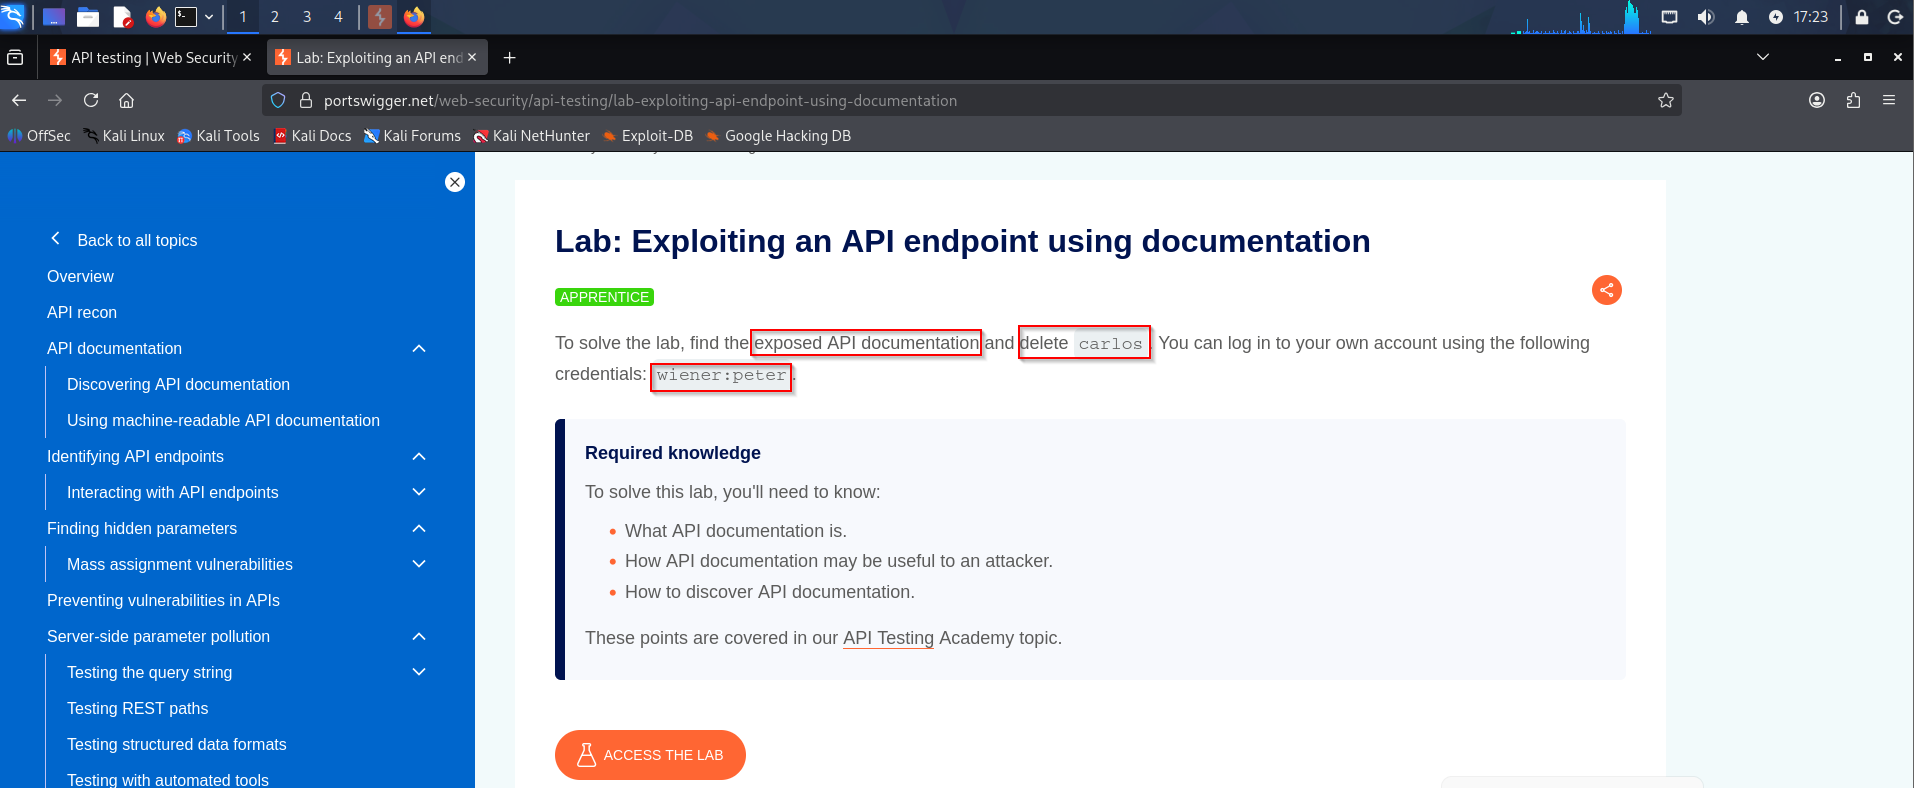 1 2 3 4 17:23
API testing | Web Security
Lab: Exploiting an API end
portswigger.net/web-security/api-testing/lab-exploiting-api-endpoint-using-documentation
OffSec Kali Linux Kali Tools Kali Docs Kali Forums Kali NetHunter Exploit-DB Google Hacking DB
Back to all topics
Overview
API recon
API documentation
Discovering API documentation
Using machine-readable API documentation
Identifying API endpoints
Interacting with API endpoints
Finding hidden parameters
Mass assignment vulnerabilities
Preventing vulnerabilities in APIs
Server-side parameter pollution
Testing the query string
Testing REST paths
Testing structured data formats
Testing with automated tools
Lab: Exploiting an API endpoint using documentation
APPRENTICE
To solve the lab, find the exposed API documentation and delete carlos. You can log in to your own account using the following
credentials: wiener:peter.
Required knowledge
To solve this lab, you'll need to know:
• What API documentation is.
• How API documentation may be useful to an attacker.
• How to discover API documentation.
These points are covered in our API Testing Academy topic.
ACCESS THE LAB